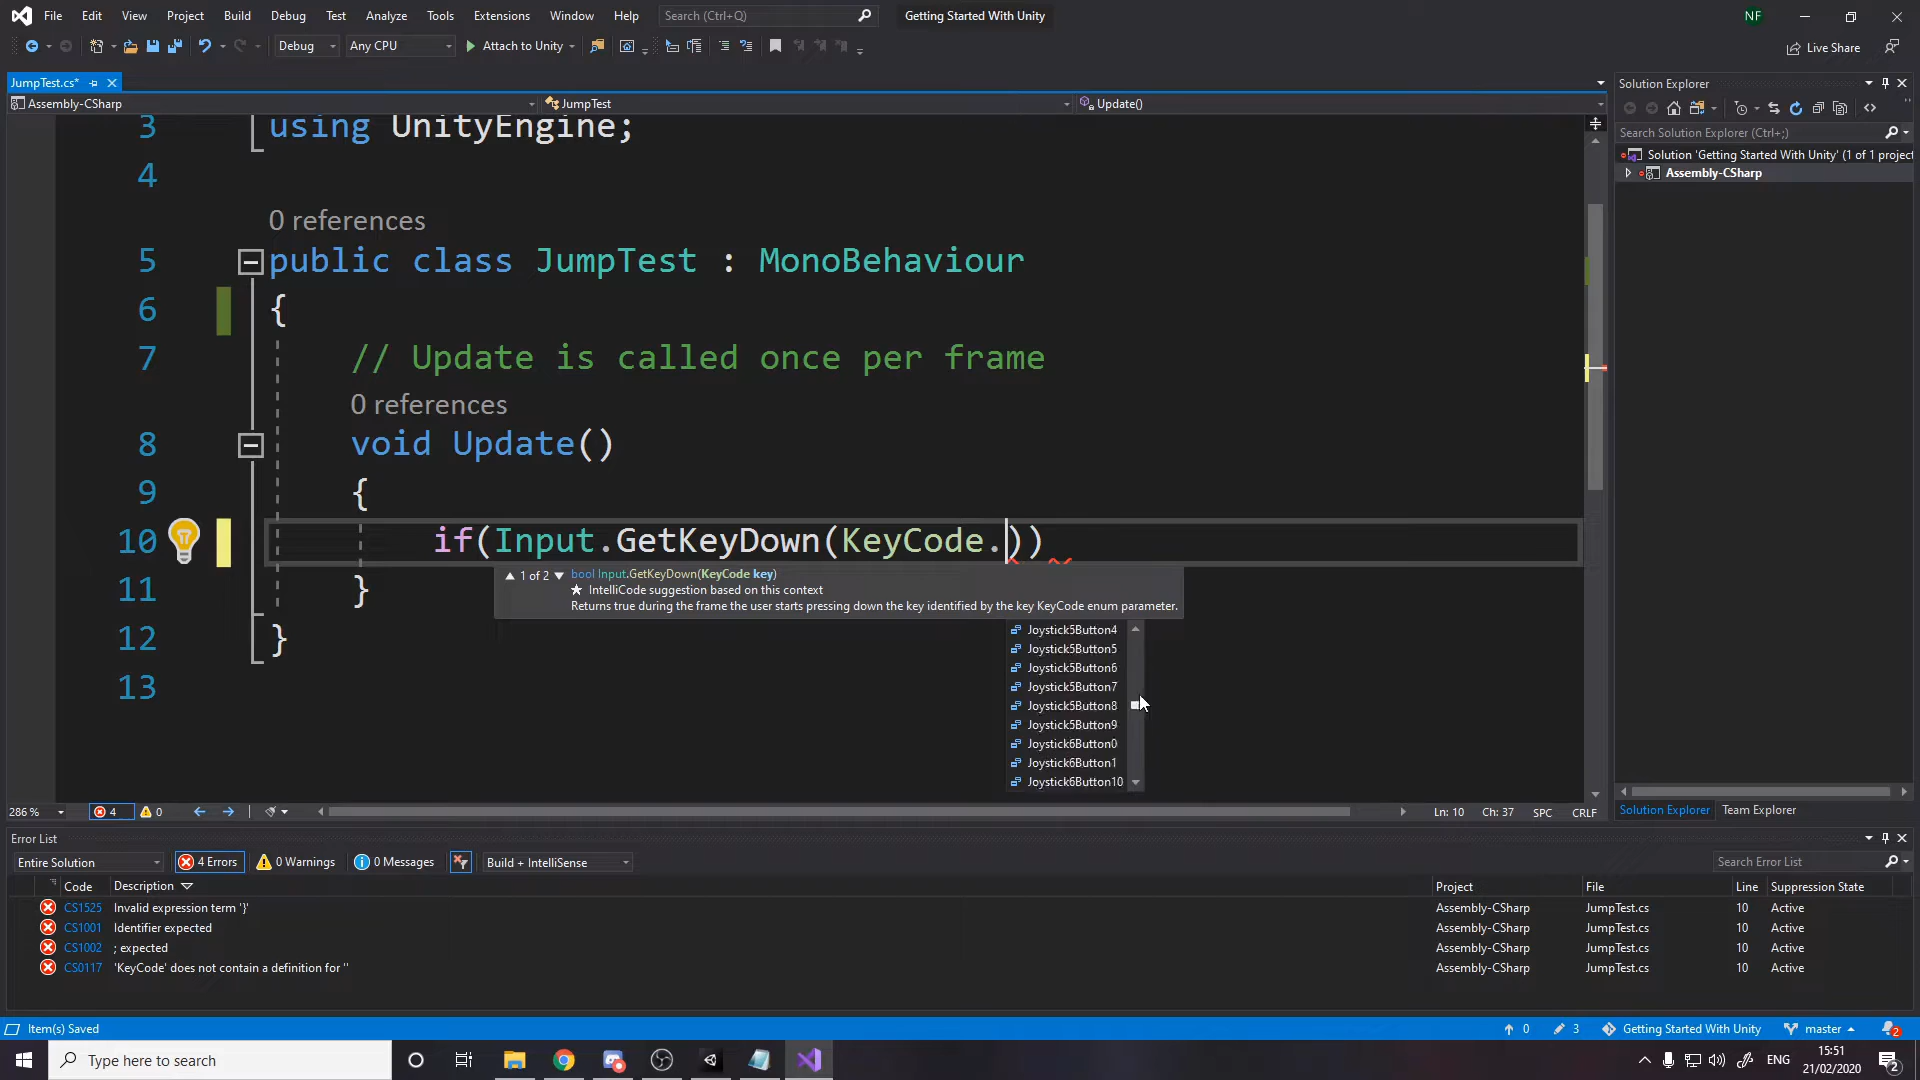 File Edit View Project Build Debug Test Analyze Tools Extensions Window Help Search (Ctrl+Q) Getting Started With Unity NF
Debug Any CPU Attach to Unity Live Share
JumpTest.cs*
Assembly-CSharp JumpTest Update()
3 using UnityEngine;
4
0 references
5 public class JumpTest : MonoBehaviour
6 {
7 // Update is called once per frame
0 references
8 void Update()
9 {
10 if(Input.GetKeyDown(KeyCode.))
11 }
12 }
13
1 of 2 bool Input.GetKeyDown(KeyCode key)
IntelliCode suggestion based on this context
Returns true during the frame the user starts pressing down the key identified by the key KeyCode enum parameter.
Joystick5Button4
Joystick5Button5
Joystick5Button6
Joystick5Button7
Joystick5Button8
Joystick5Button9
Joystick6Button0
Joystick6Button1
Joystick6Button10
Solution Explorer
Search Solution Explorer (Ctrl+;)
Solution 'Getting Started With Unity' (1 of 1 project
Assembly-CSharp
Solution Explorer Team Explorer
286 % 4 0 Ln: 10 Ch: 37 SPC CRLF
Error List
Entire Solution 4 Errors 0 Warnings 0 Messages Build + IntelliSense Search Error List
Code Description Project File Line Suppression State
CS1525 Invalid expression term '}' Assembly-CSharp JumpTest.cs 10 Active
CS1001 Identifier expected Assembly-CSharp JumpTest.cs 10 Active
CS1002 ; expected Assembly-CSharp JumpTest.cs 10 Active
CS0117 'KeyCode' does not contain a definition for '' Assembly-CSharp JumpTest.cs 10 Active
Item(s) Saved 0 3 Getting Started With Unity master 2
Type here to search ENG 15:51
21/02/2020 2